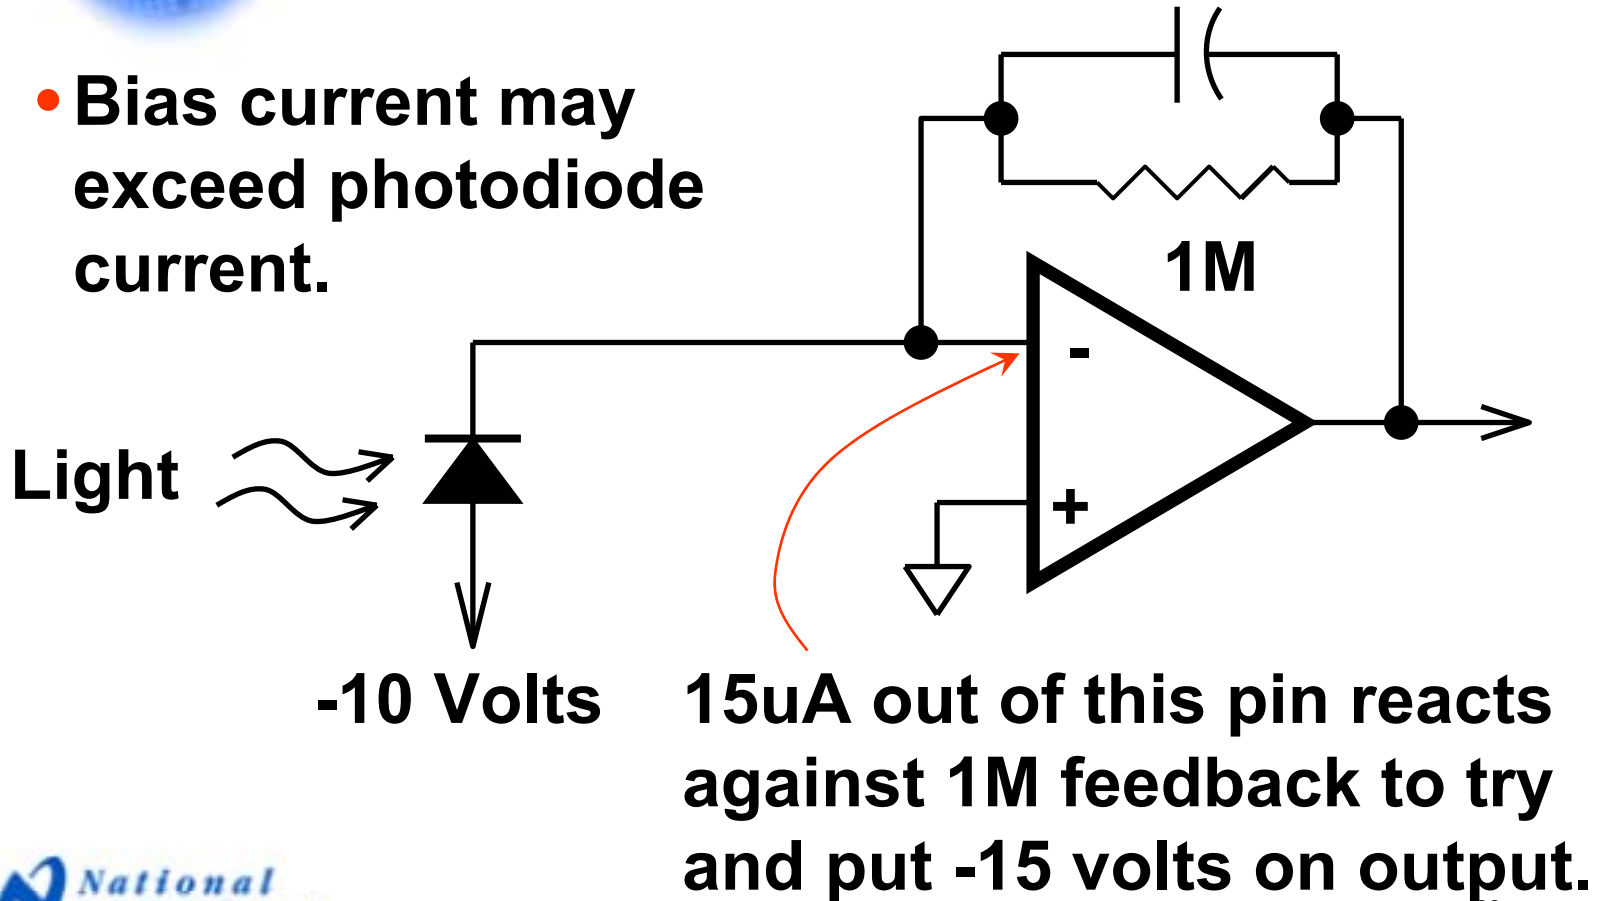 • Bias current may
exceed photodiode
current.
1M
-
+
Light
-10 Volts
15uA out of this pin reacts
against 1M feedback to try
and put -15 volts on output.
National